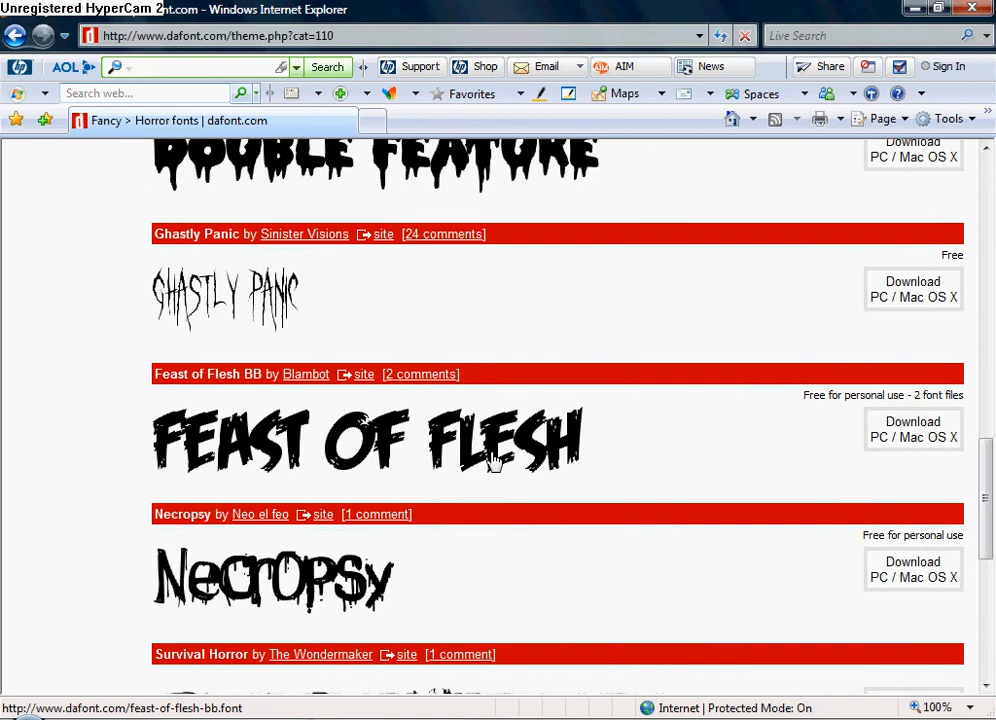 Unregistered HyperCam 2
font.com - Windows Internet Explorer
http://www.dafont.com/theme.php?cat=110
Live Search
AOL
Search
Support
Shop
Email
AIM
News
Share
Sign In
Search web...
Favorites
Maps
Spaces
Fancy > Horror fonts | dafont.com
Page
Tools
DOUBLE FEATURE
Download
PC / Mac OS X
Ghastly Panic by Sinister Visions site [24 comments]
Free
GHASTLY PANIC
Download
PC / Mac OS X
Feast of Flesh BB by Blambot site [2 comments]
Free for personal use - 2 font files
FEAST OF FLESH
Download
PC / Mac OS X
Necropsy by Neo el feo site [1 comment]
Free for personal use
NecrOpsy
Download
PC / Mac OS X
Survival Horror by The Wondermaker site [1 comment]
http://www.dafont.com/feast-of-flesh-bb.font
Internet | Protected Mode: On
100%